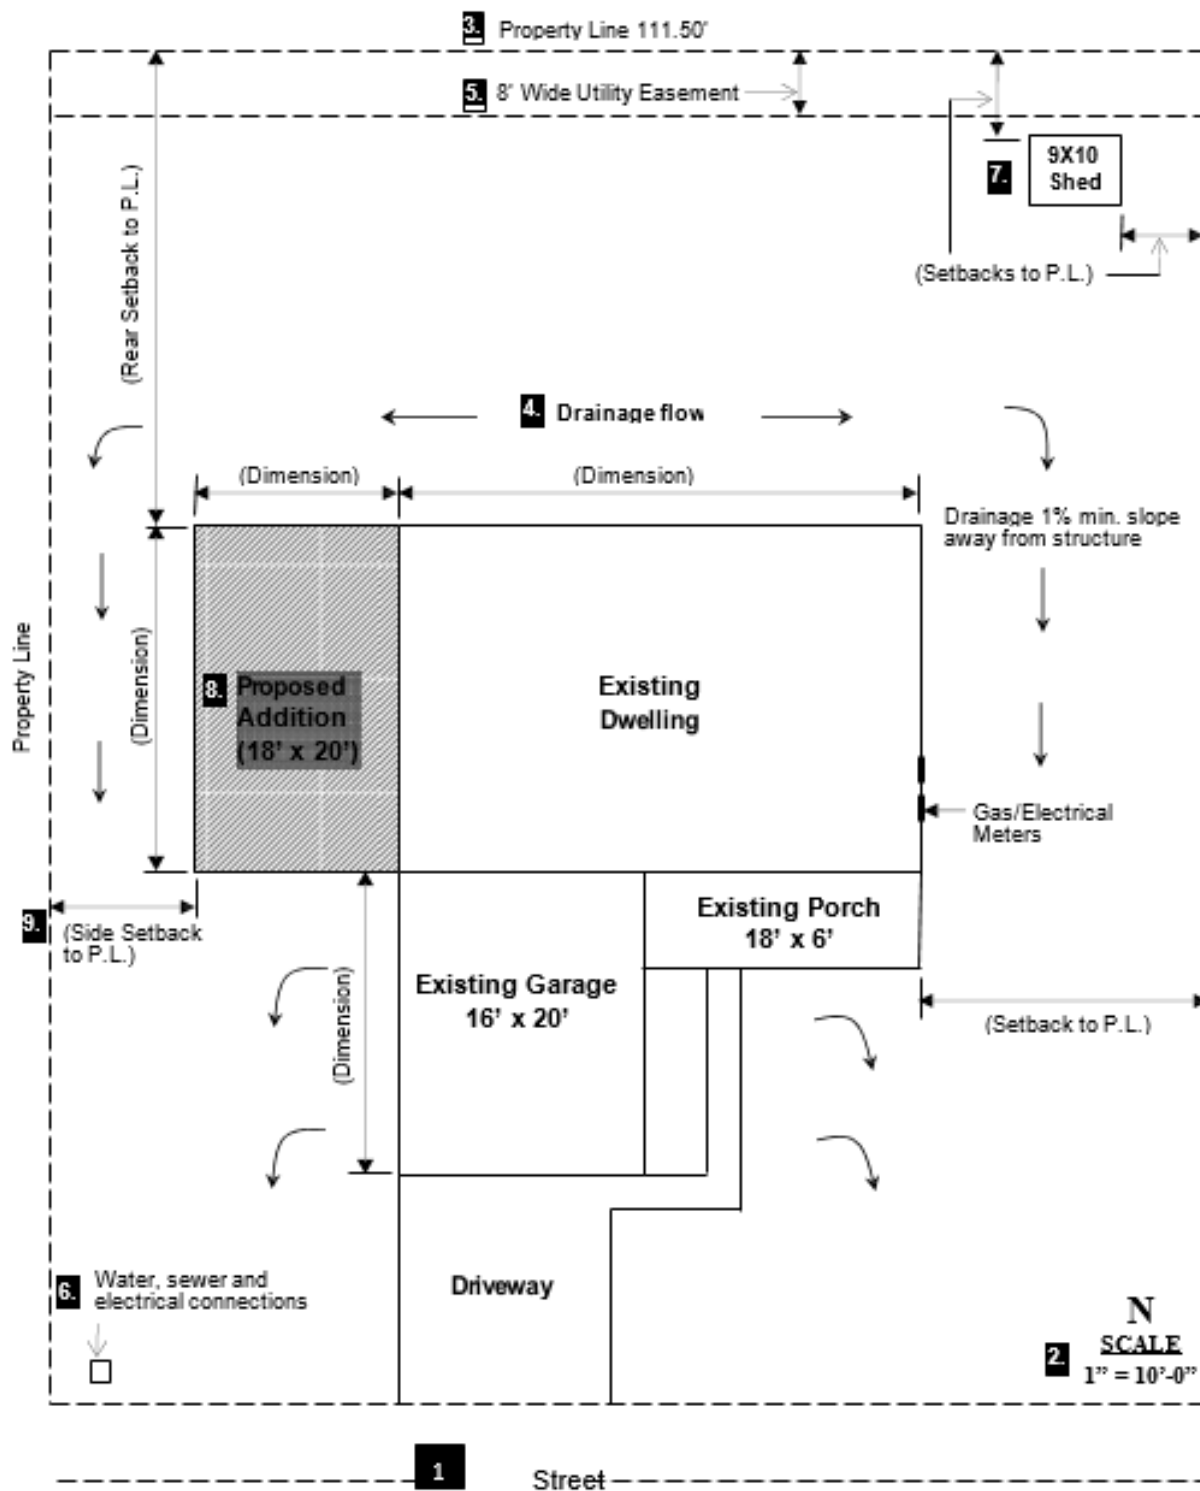 3. Property Line 111.50'
5. 8' Wide Utility Easement
9X10
Shed
7.
(Setbacks to P.L.)
(Rear Setback to P.L.)
4. Drainage flow
(Dimension)
(Dimension)
Drainage 1% min. slope
away from structure
Property Line
(Dimension)
8. Proposed
Addition
(18' x 20')
Existing
Dwelling
Gas/Electrical
Meters
9. (Side Setback
to P.L.)
Existing Porch
18' x 6'
Existing Garage
16' x 20'
(Dimension)
(Setback to P.L.)
6. Water, sewer and
electrical connections
Driveway
N
2. SCALE
1" = 10'-0"
1 Street